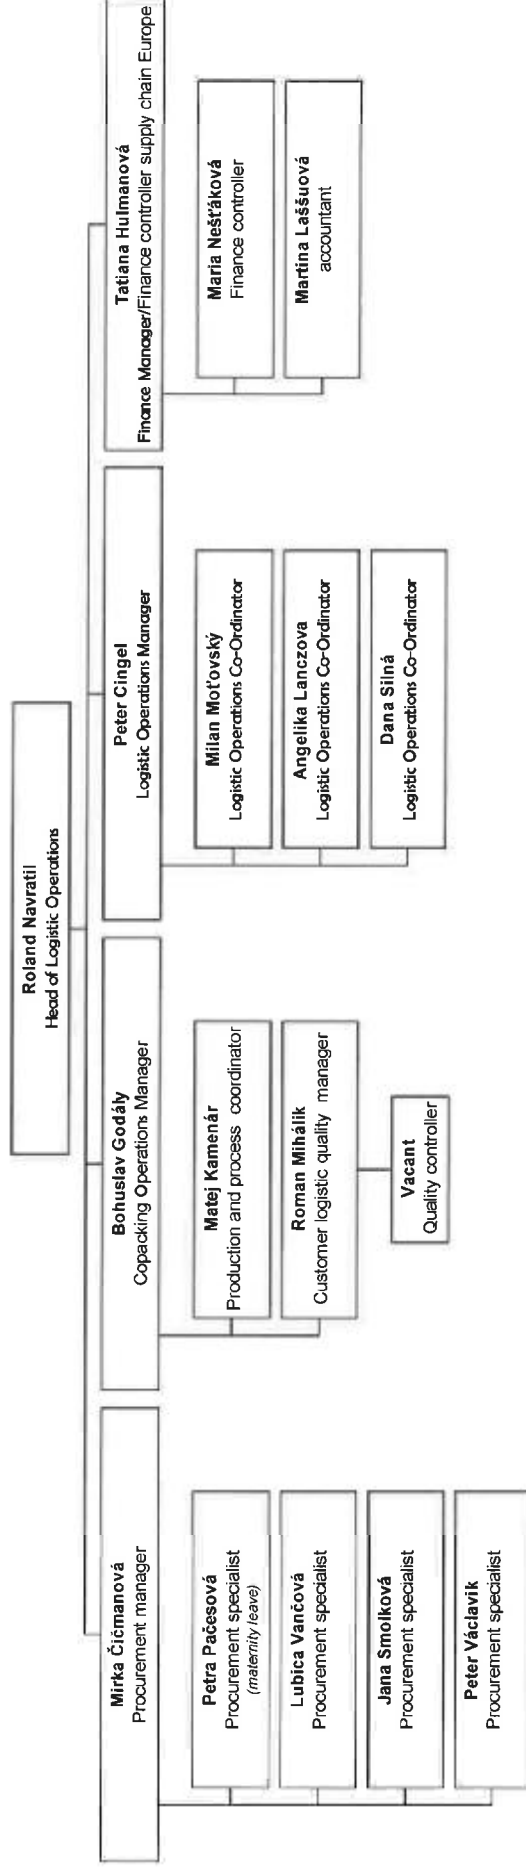 Roland Navratil
Head of Logistic Operations
Mirka Čičmanová
Procurement manager
Petra Pačesová
Procurement specialist
(maternity leave)
Lubica Vančová
Procurement specialist
Jana Smolková
Procurement specialist
Peter Václavik
Procurement specialist
Bohuslav Godály
Copacking Operations Manager
Matej Kamenár
Production and process coordinator
Roman Mihálik
Customer logistic quality manager
Vacant
Quality controller
Peter Cingel
Logistic Operations Manager
Milan Moťovský
Logistic Operations Co-Ordinator
Angelika Lanczova
Logistic Operations Co-Ordinator
Dana Silná
Logistic Operations Co-Ordinator
Tatiana Hulmanová
Finance Manager/Finance controller supply chain Europe
Maria Nešťáková
Finance controller
Martina Laššuová
accountant